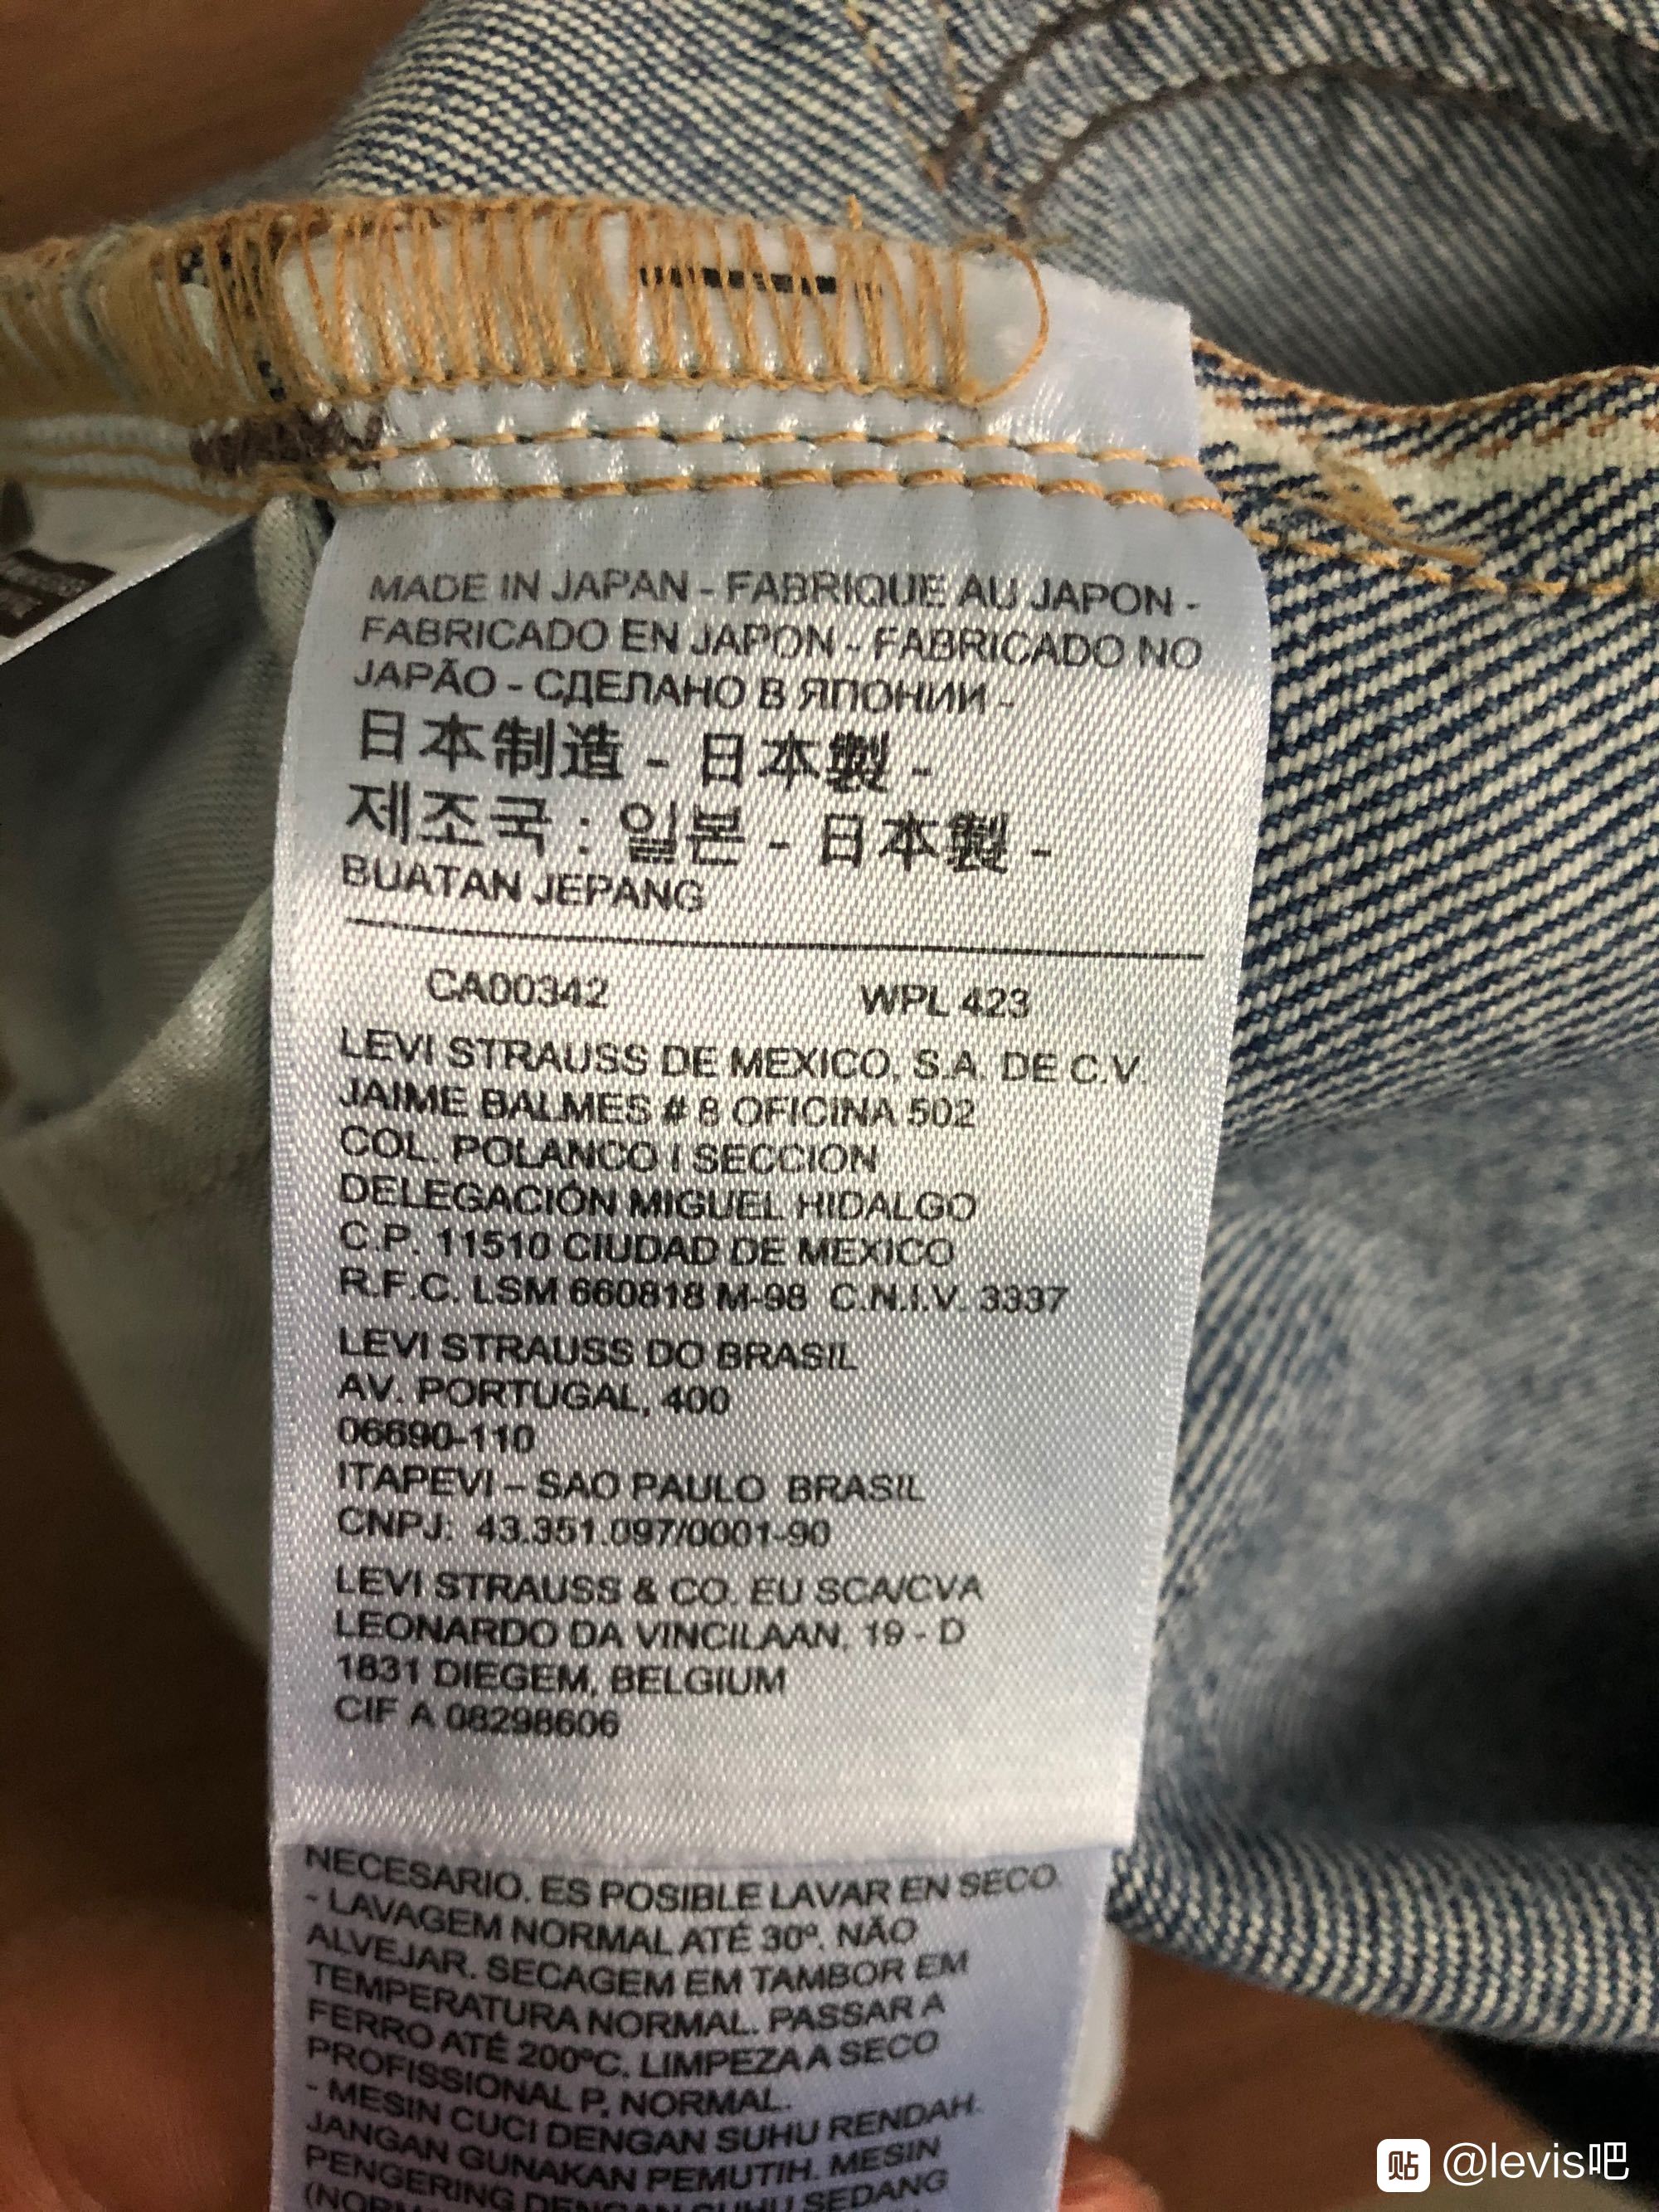 MADE IN JAPAN - FABRIQUE AU JAPON -
FABRICADO EN JAPON - FABRICADO NO
JAPÃO - СДЕЛАНО В ЯПОНИИ -
日本制造 - 日本製 -
제조국 : 일본 - 日本製 -
BUATAN JEPANG
CA00342 WPL 423
LEVI STRAUSS DE MEXICO, S.A. DE C.V.
JAIME BALMES # 8 OFICINA 502
COL. POLANCO I SECCION
DELEGACIÓN MIGUEL HIDALGO
C.P. 11510 CIUDAD DE MEXICO
R.F.C. LSM 660818 M-98 C.N.I.V. 3337
LEVI STRAUSS DO BRASIL
AV. PORTUGAL, 400
06690-110
ITAPEVI – SAO PAULO BRASIL
CNPJ: 43.351.097/0001-90
LEVI STRAUSS & CO. EU SCA/CVA
LEONARDO DA VINCILAAN, 19 - D
1831 DIEGEM, BELGIUM
CIF A 08298606
NECESARIO. ES POSIBLE LAVAR EN SECO.
- LAVAGEM NORMAL ATÉ 30º. NÃO
ALVEJAR. SECAGEM EM TAMBOR EM
TEMPERATURA NORMAL. PASSAR A
FERRO ATÉ 200ºC. LIMPEZA A SECO
PROFISSIONAL P, NORMAL.
- MESIN CUCI DENGAN SUHU RENDAH.
JANGAN GUNAKAN PEMUTIH. MESIN
PENGERING DENGAN SUHU SEDANG
贴 @levis吧